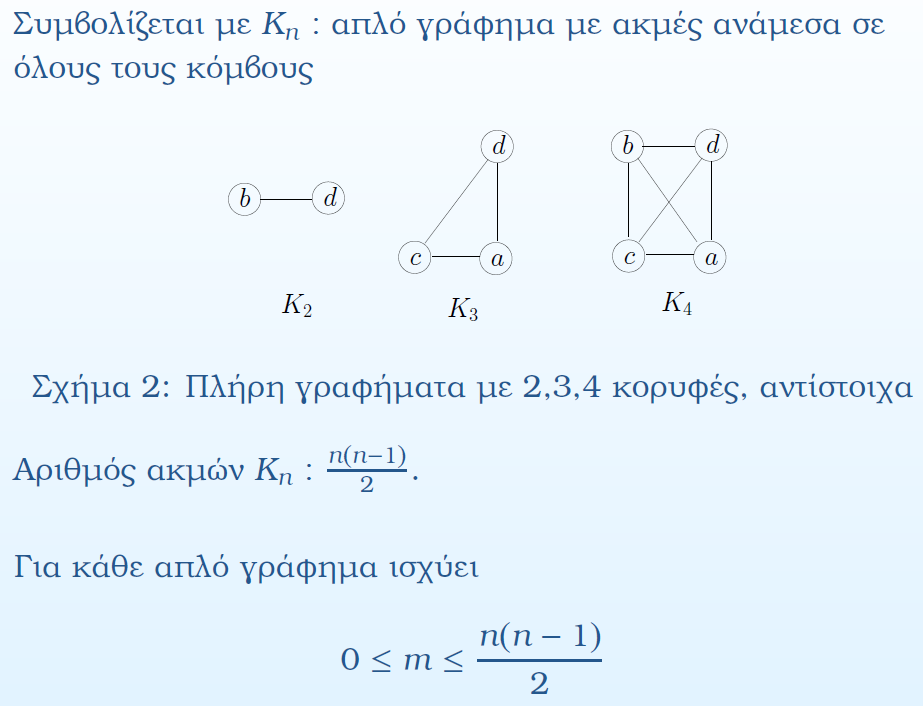 Συμβολίζεται με Kₙ : απλό γράφημα με ακμές ανάμεσα σε
όλους τους κόμβους
b d
d
c a
b d
c a
K₂ K₃ K₄
Σχήμα 2: Πλήρη γραφήματα με 2,3,4 κορυφές, αντίστοιχα
Αριθμός ακμών Kₙ : n(n−1)/2.
Για κάθε απλό γράφημα ισχύει
0 ≤ m ≤ n(n − 1)/2